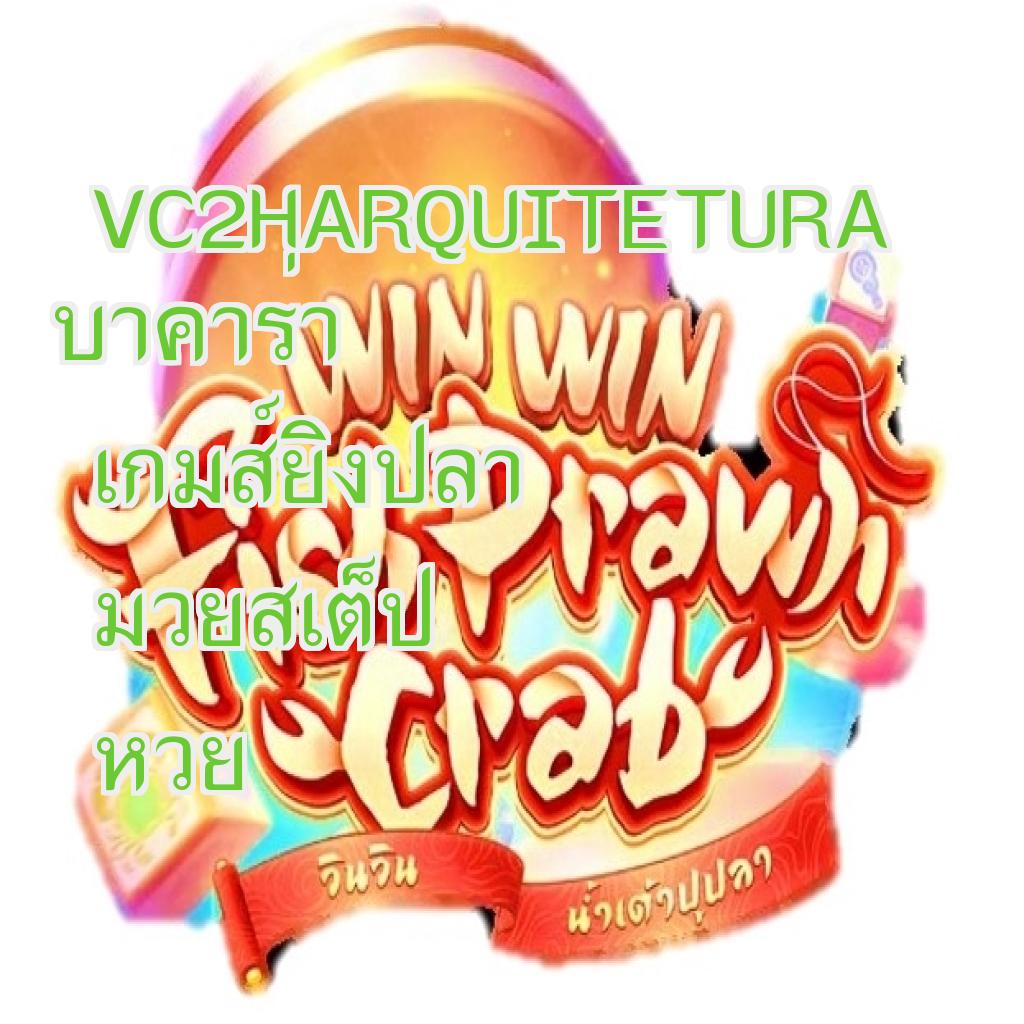 VC2HุARQUITETURA
บาคารา
WIN WIN
เกมส์ยิงปลา
Fish Prawn
มวยสเต็ป
Crab
หวย
วินวิน
น้ำเต้าปูปลา